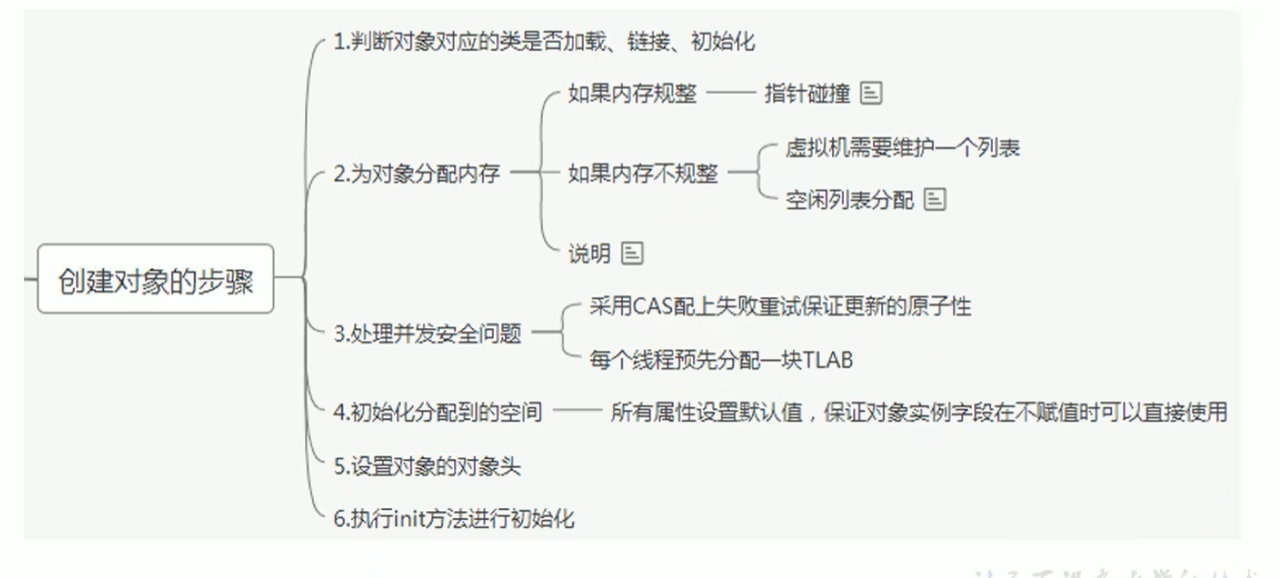 1.判断对象对应的类是否加载、链接、初始化
如果内存规整
指针碰撞
2.为对象分配内存
如果内存不规整
虚拟机需要维护一个列表
空闲列表分配
说明
创建对象的步骤
3.处理并发安全问题
采用CAS配上失败重试保证更新的原子性
每个线程预先分配一块TLAB
4.初始化分配到的空间
所有属性设置默认值，保证对象实例字段在不赋值时可以直接使用
5.设置对象的对象头
6.执行init方法进行初始化